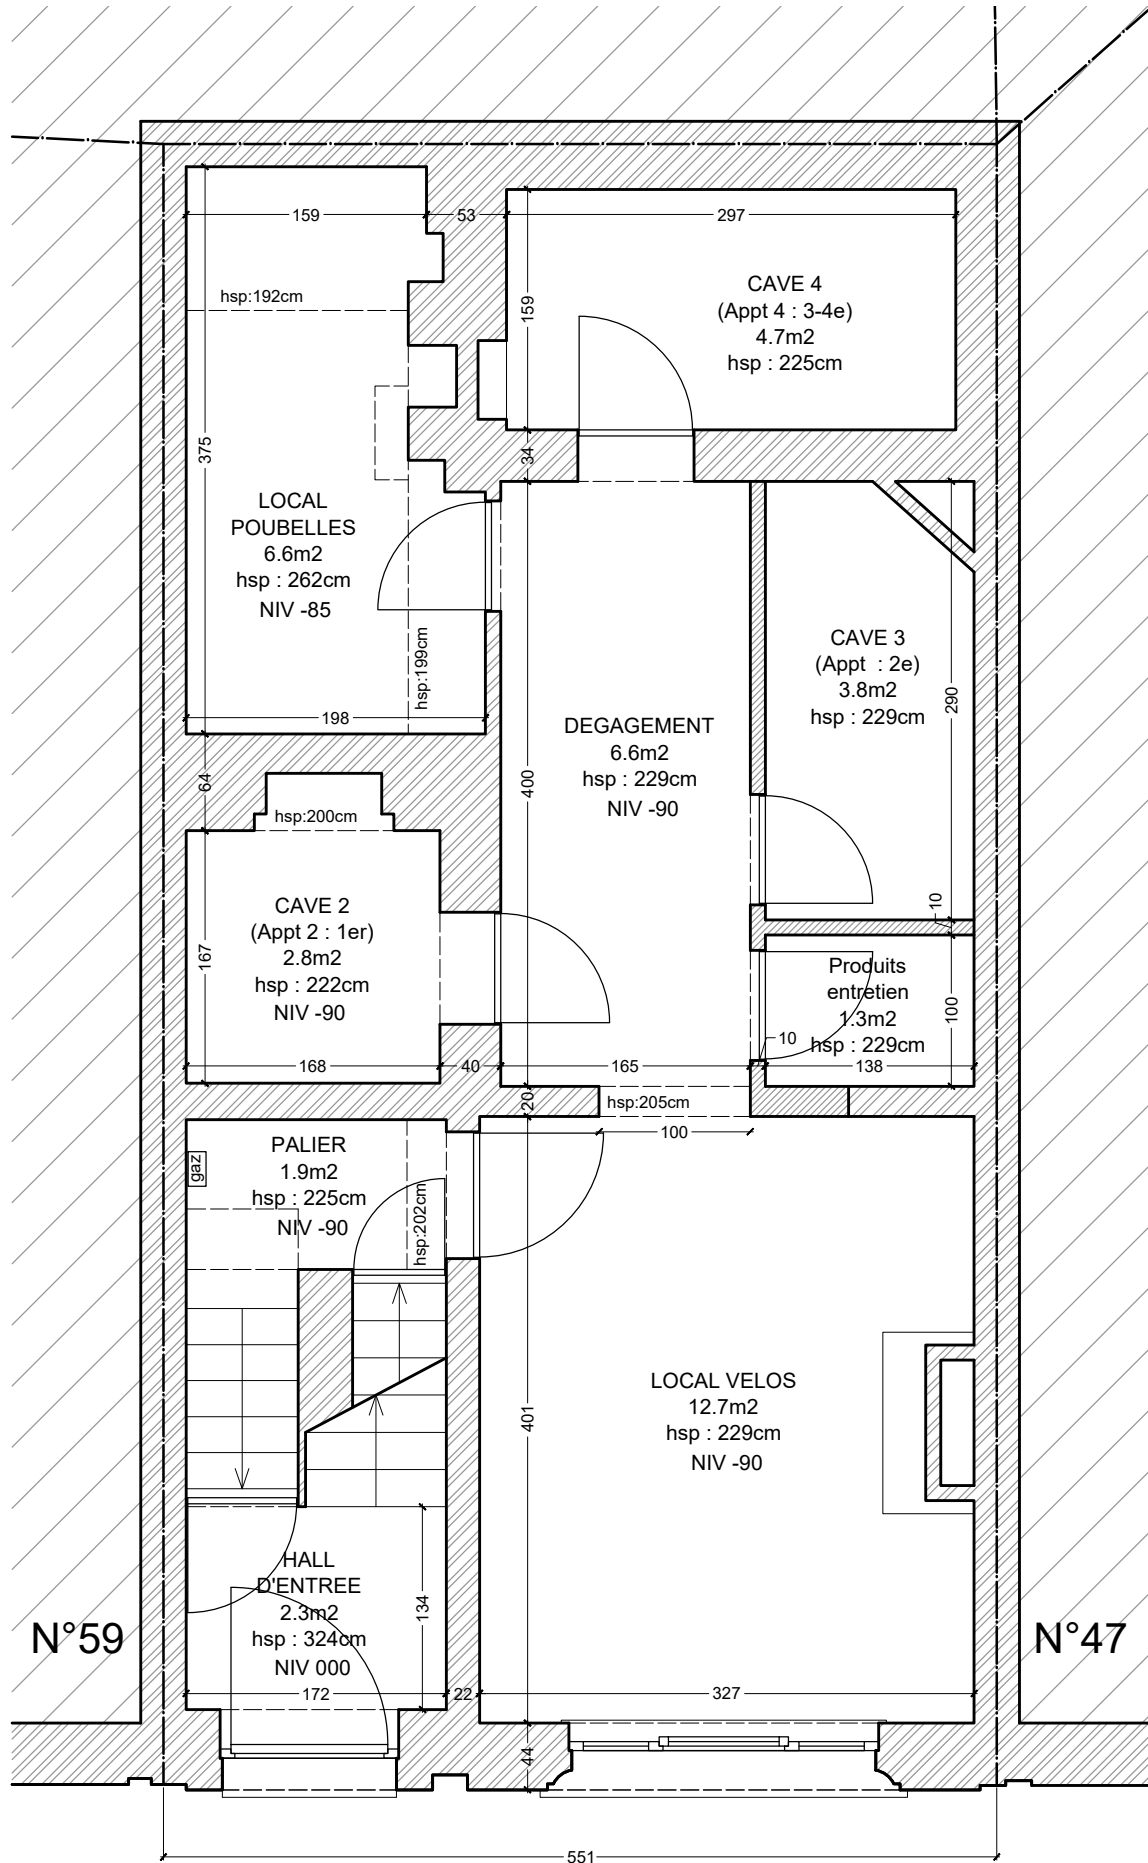 159
53
297
hsp:192cm
CAVE 4
(Appt 4 : 3-4e)
4.7m2
hsp : 225cm
159
34
375
LOCAL
POUBELLES
6.6m2
hsp : 262cm
NIV -85
hsp:199cm
198
CAVE 3
(Appt  : 2e)
3.8m2
hsp : 229cm
290
DEGAGEMENT
6.6m2
hsp : 229cm
NIV -90
400
64
hsp:200cm
CAVE 2
(Appt 2 : 1er)
2.8m2
hsp : 222cm
NIV -90
167
10
Produits
entretien
1.3m2
hsp : 229cm
100
10
168
40
165
138
20
hsp:205cm
100
PALIER
1.9m2
hsp : 225cm
NIV -90
gaz
hsp:202cm
LOCAL VELOS
12.7m2
hsp : 229cm
NIV -90
401
HALL
D'ENTREE
2.3m2
hsp : 324cm
NIV 000
134
N°59
N°47
172
22
327
44
551